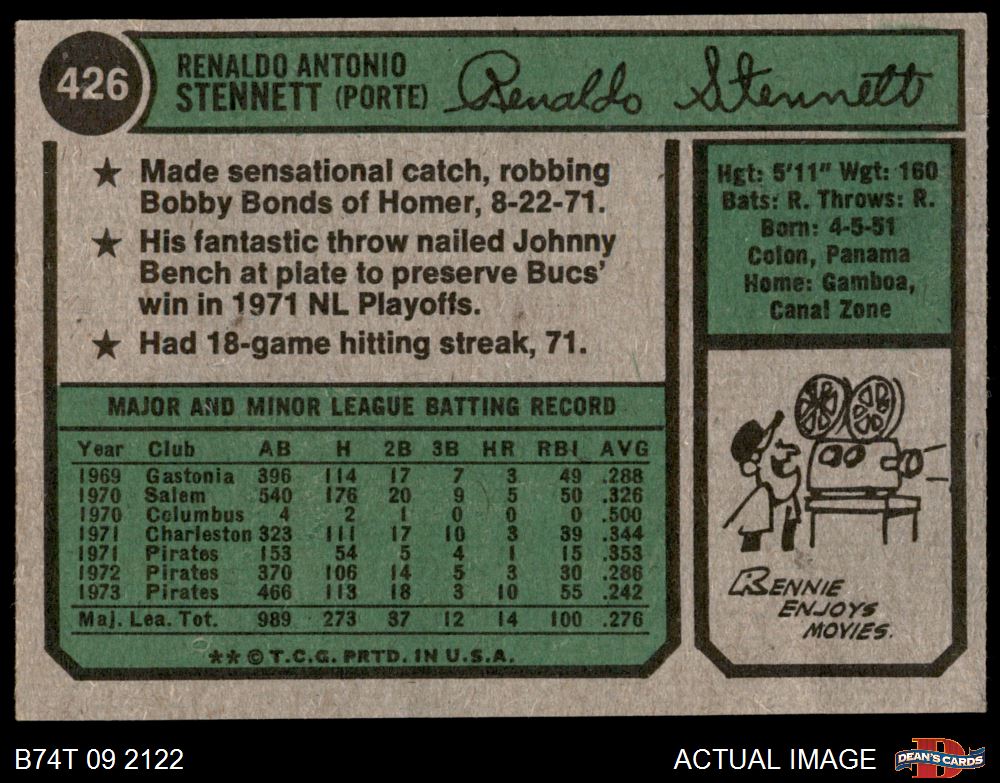 426
RENALDO ANTONIO
STENNETT (PORTE)
Renaldo Stennett
★ Made sensational catch, robbing
Bobby Bonds of Homer, 8-22-71.
★ His fantastic throw nailed Johnny
Bench at plate to preserve Bucs'
win in 1971 NL Playoffs.
★ Had 18-game hitting streak, 71.
Hgt: 5'11" Wgt: 160
Bats: R. Throws: R.
Born: 4-5-51
Colon, Panama
Home: Gamboa,
Canal Zone
MAJOR AND MINOR LEAGUE BATTING RECORD
Year Club AB H 2B 3B HR RBI AVG
1969 Gastonia 396 114 17 7 3 49 .288
1970 Salem 540 176 20 9 5 50 .326
1970 Columbus 4 2 1 0 0 0 .500
1971 Charleston 323 111 17 10 3 39 .344
1971 Pirates 153 54 5 4 1 15 .353
1972 Pirates 370 106 14 5 3 30 .286
1973 Pirates 466 113 18 3 10 55 .242
Maj. Lea. Tot. 989 273 37 12 14 100 .276
** © T.C.G. PRTD. IN U.S.A.
RENNIE
ENJOYS
MOVIES.
B74T 09 2122
ACTUAL IMAGE
D
DEAN'S CARDS